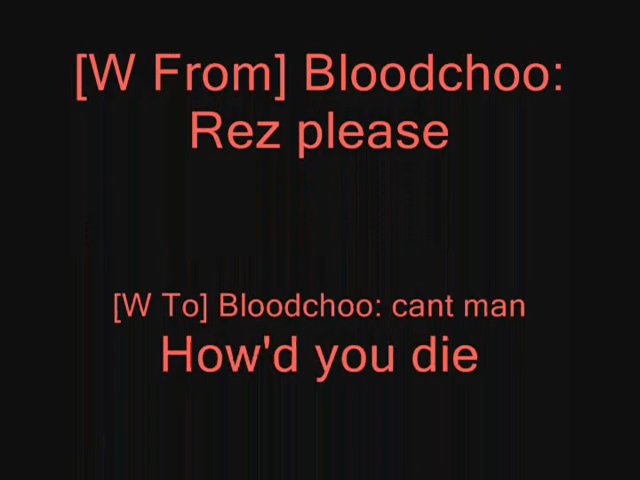 [W From] Bloodchoo:
Rez please
[W To] Bloodchoo: cant man
How'd you die